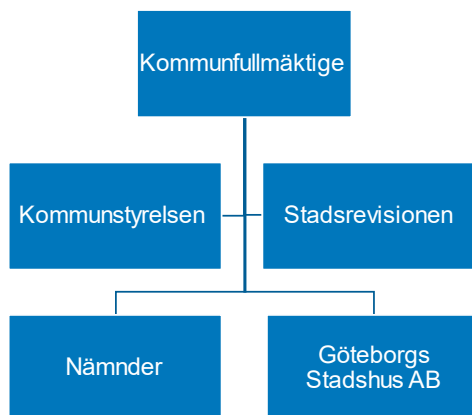 Kommunfullmäktige
Kommunstyrelsen
Stadsrevisionen
Nämnder
Göteborgs
Stadshus AB